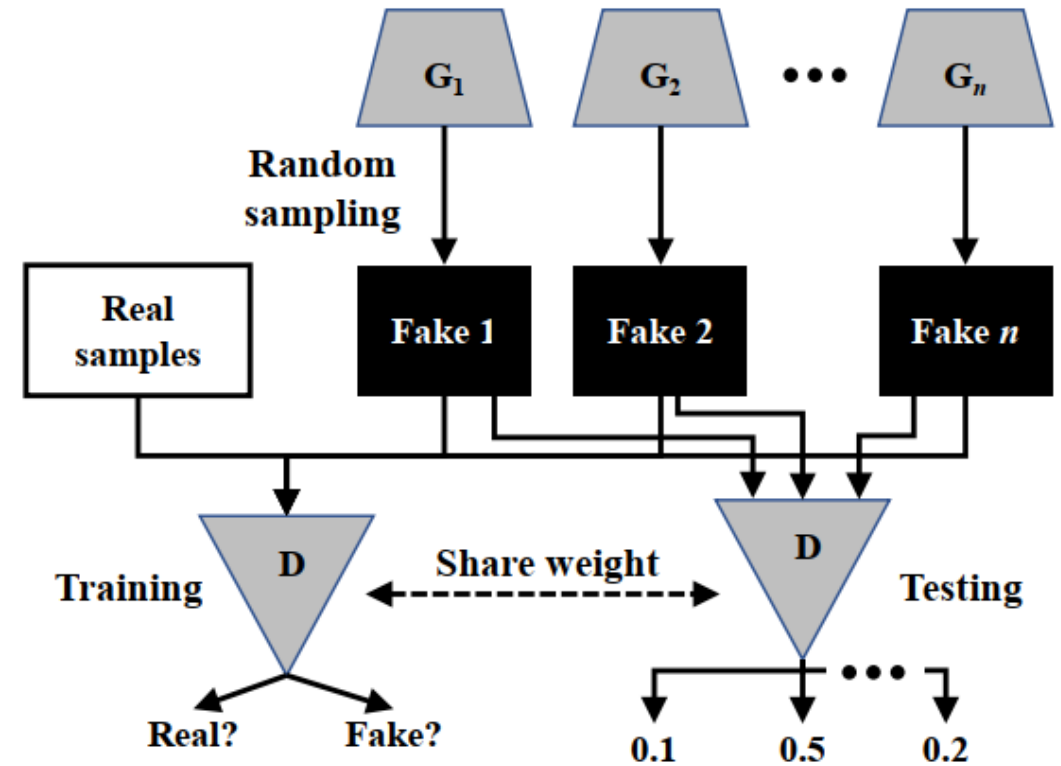 G₁
G₂
Gₙ
Random
sampling
Real
samples
Fake 1
Fake 2
Fake n
D
D
Share weight
Training
Testing
Real?
Fake?
0.1
0.5
0.2